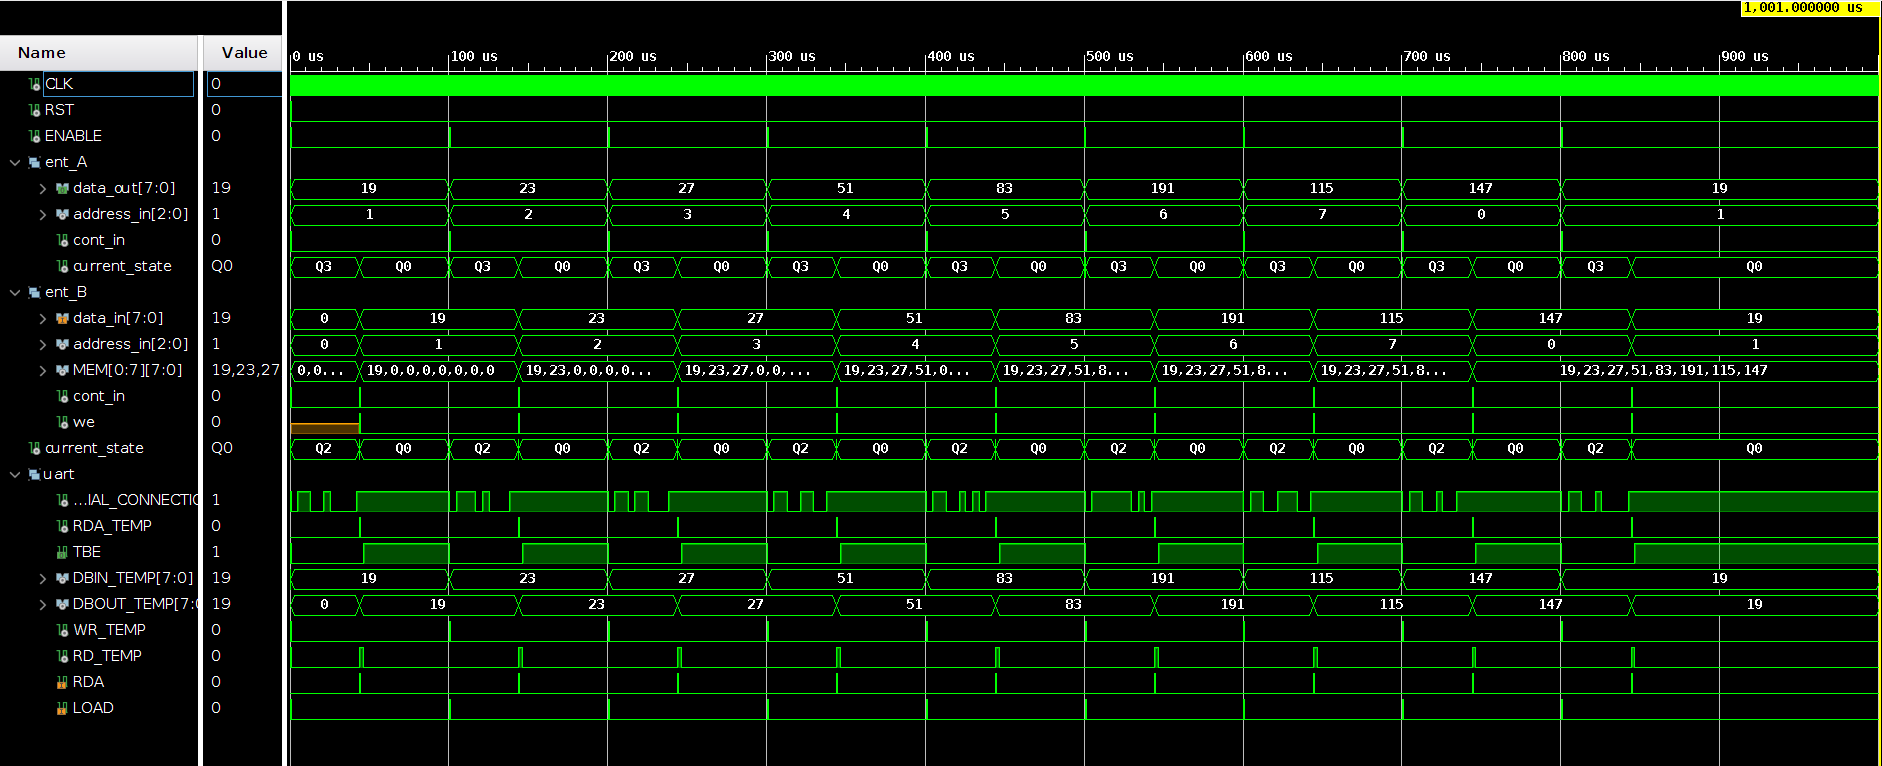 1,001.000000 us
Name Value
0 us 100 us 200 us 300 us 400 us 500 us 600 us 700 us 800 us 900 us
CLK 0
RST 0
ENABLE 0
ent_A
data_out[7:0] 19 19 23 27 51 83 191 115 147 19
address_in[2:0] 1 1 2 3 4 5 6 7 0 1
cont_in 0
current_state Q0 Q3 Q0 Q3 Q0 Q3 Q0 Q3 Q0 Q3 Q0 Q3 Q0 Q3 Q0 Q3 Q0 Q3 Q0
ent_B
data_in[7:0] 19 0 19 23 27 51 83 191 115 147 19
address_in[2:0] 1 0 1 2 3 4 5 6 7 0 1
MEM[0:7][7:0] 19,23,27 0,0... 19,0,0,0,0,0,0,0 19,23,0,0,0,0... 19,23,27,0,0,... 19,23,27,51,0... 19,23,27,51,8... 19,23,27,51,8... 19,23,27,51,8... 19,23,27,51,83,191,115,147
cont_in 0
we 0
current_state Q0 Q2 Q0 Q2 Q0 Q2 Q0 Q2 Q0 Q2 Q0 Q2 Q0 Q2 Q0 Q2 Q0 Q2 Q0
uart
...IAL_CONNECTIO 1
RDA_TEMP 0
TBE 1
DBIN_TEMP[7:0] 19 19 23 27 51 83 191 115 147 19
DBOUT_TEMP[7:0 19 0 19 23 27 51 83 191 115 147 19
WR_TEMP 0
RD_TEMP 0
RDA 0
LOAD 0